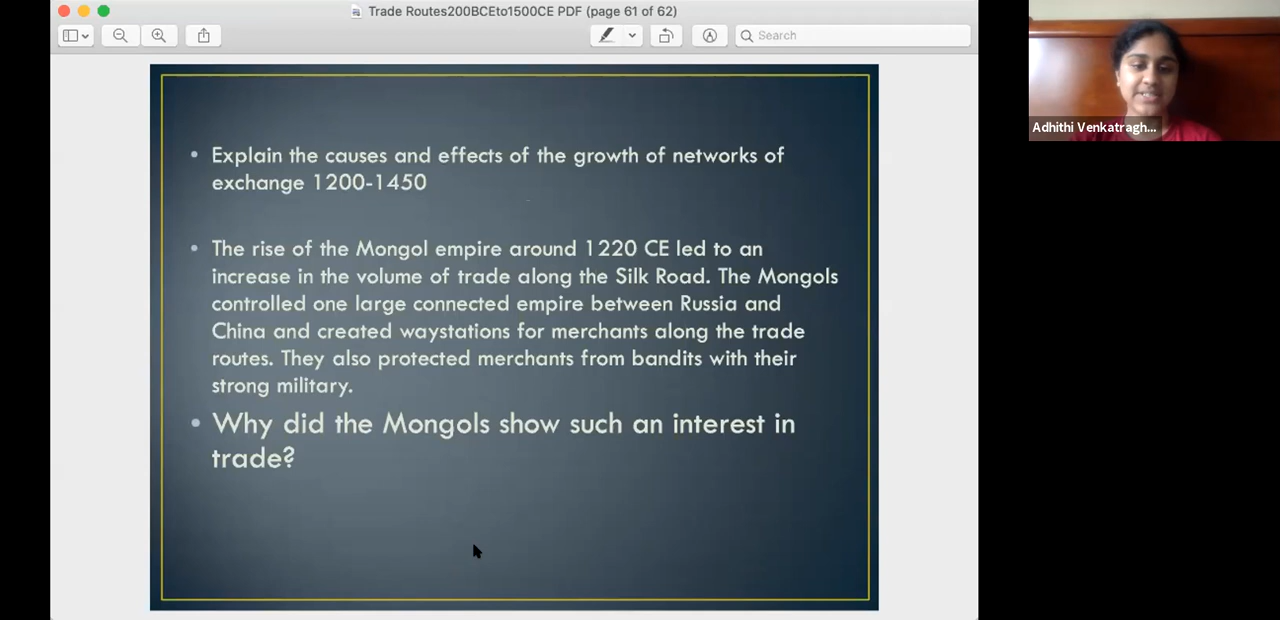 Trade Routes200BCEto1500CE PDF (page 61 of 62)
Search
• Explain the causes and effects of the growth of networks of
exchange 1200-1450
• The rise of the Mongol empire around 1220 CE led to an
increase in the volume of trade along the Silk Road. The Mongols
controlled one large connected empire between Russia and
China and created waystations for merchants along the trade
routes. They also protected merchants from bandits with their
strong military.
• Why did the Mongols show such an interest in
trade?
Adhithi Venkatragh...